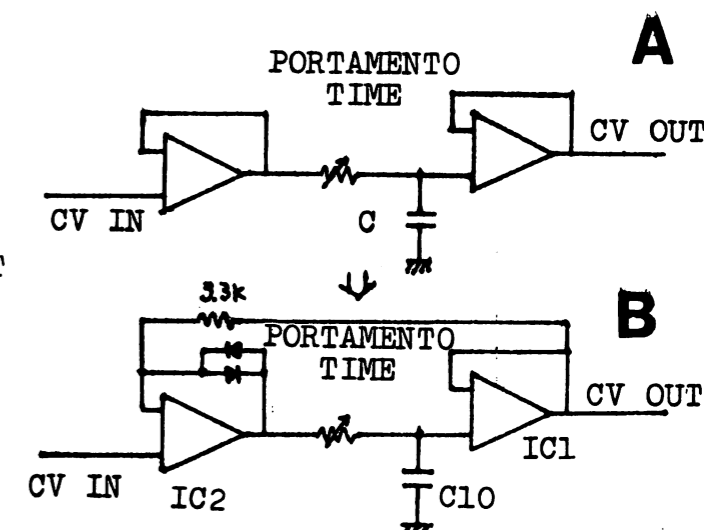 A
PORTAMENTO
TIME
CV OUT
CV IN
C
3.3K
B
PORTAMENTO
TIME
CV OUT
IC1
CV IN
IC2
C10